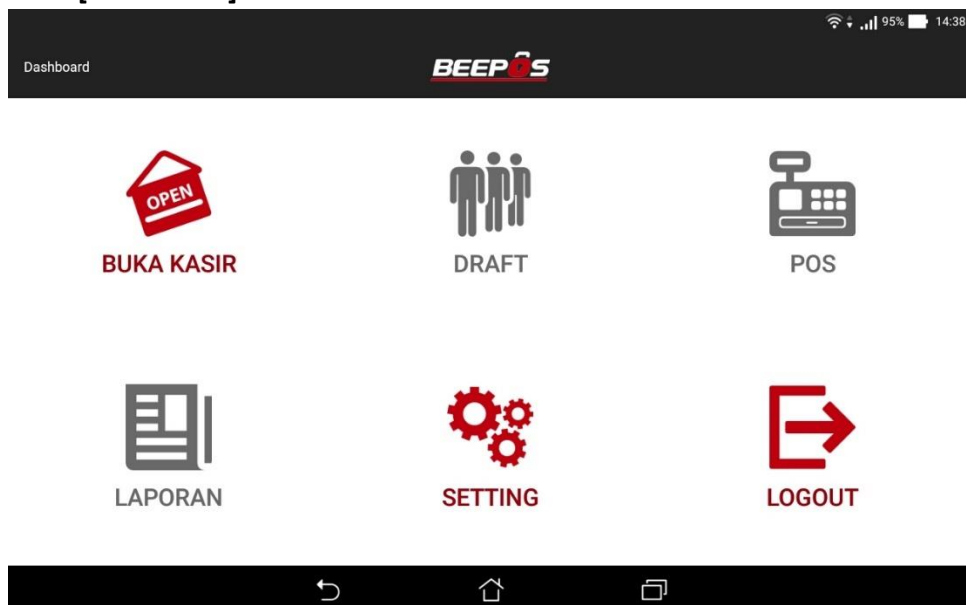 95% 14:38
Dashboard
BEEPOS
OPEN
BUKA KASIR
DRAFT
POS
LAPORAN
SETTING
LOGOUT